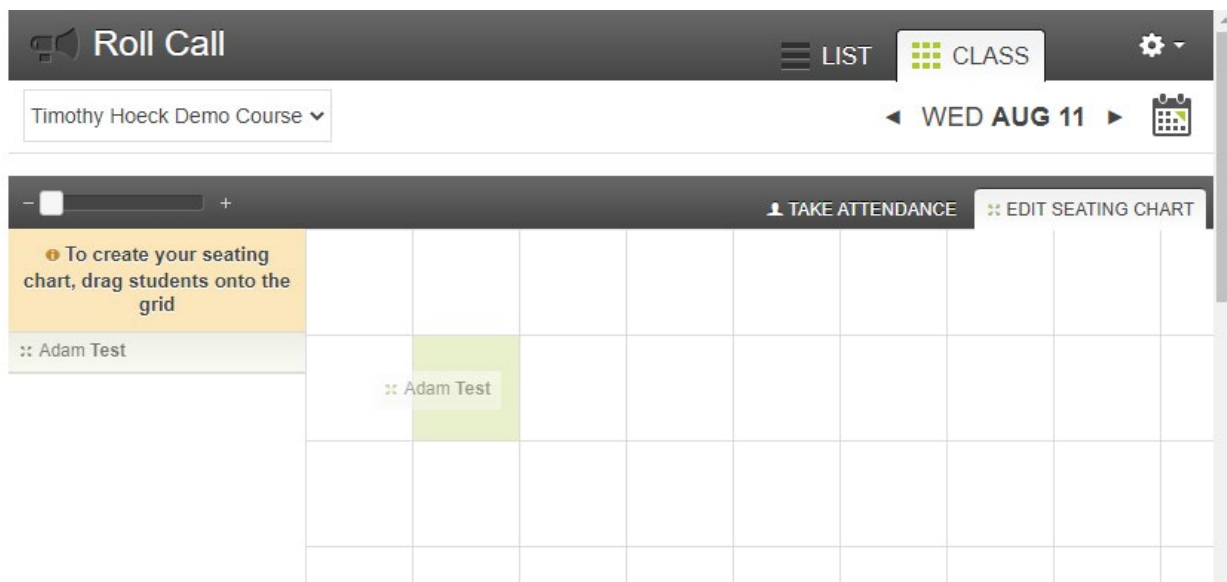 Roll Call
LIST
CLASS
Timothy Hoeck Demo Course
WED AUG 11
- +
TAKE ATTENDANCE
EDIT SEATING CHART
To create your seating
chart, drag students onto the
grid
Adam Test
Adam Test